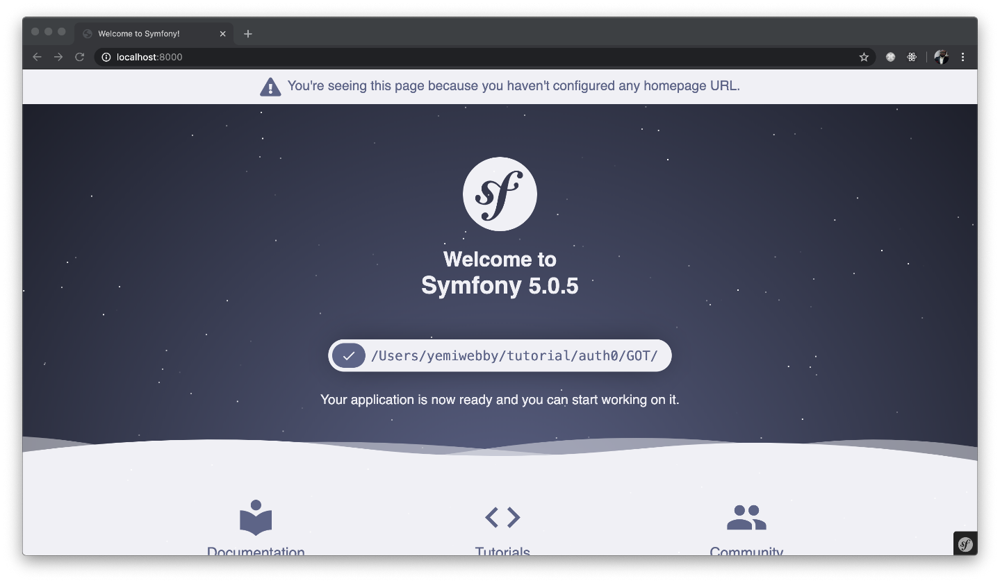 Welcome to Symfony!
localhost:8000
You're seeing this page because you haven't configured any homepage URL.
sf
Welcome to
Symfony 5.0.5
/Users/yemiwebby/tutorial/auth0/GOT/
Your application is now ready and you can start working on it.
Documentation
Tutorials
Community
sf